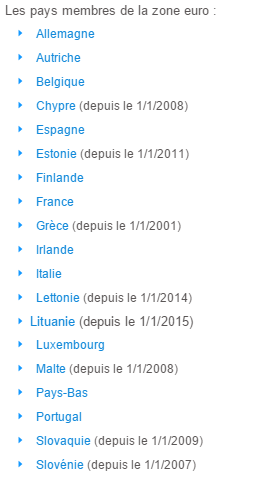 Les pays membres de la zone euro :
Allemagne
Autriche
Belgique
Chypre (depuis le 1/1/2008)
Espagne
Estonie (depuis le 1/1/2011)
Finlande
France
Grèce (depuis le 1/1/2001)
Irlande
Italie
Lettonie (depuis le 1/1/2014)
Lituanie (depuis le 1/1/2015)
Luxembourg
Malte (depuis le 1/1/2008)
Pays-Bas
Portugal
Slovaquie (depuis le 1/1/2009)
Slovénie (depuis le 1/1/2007)